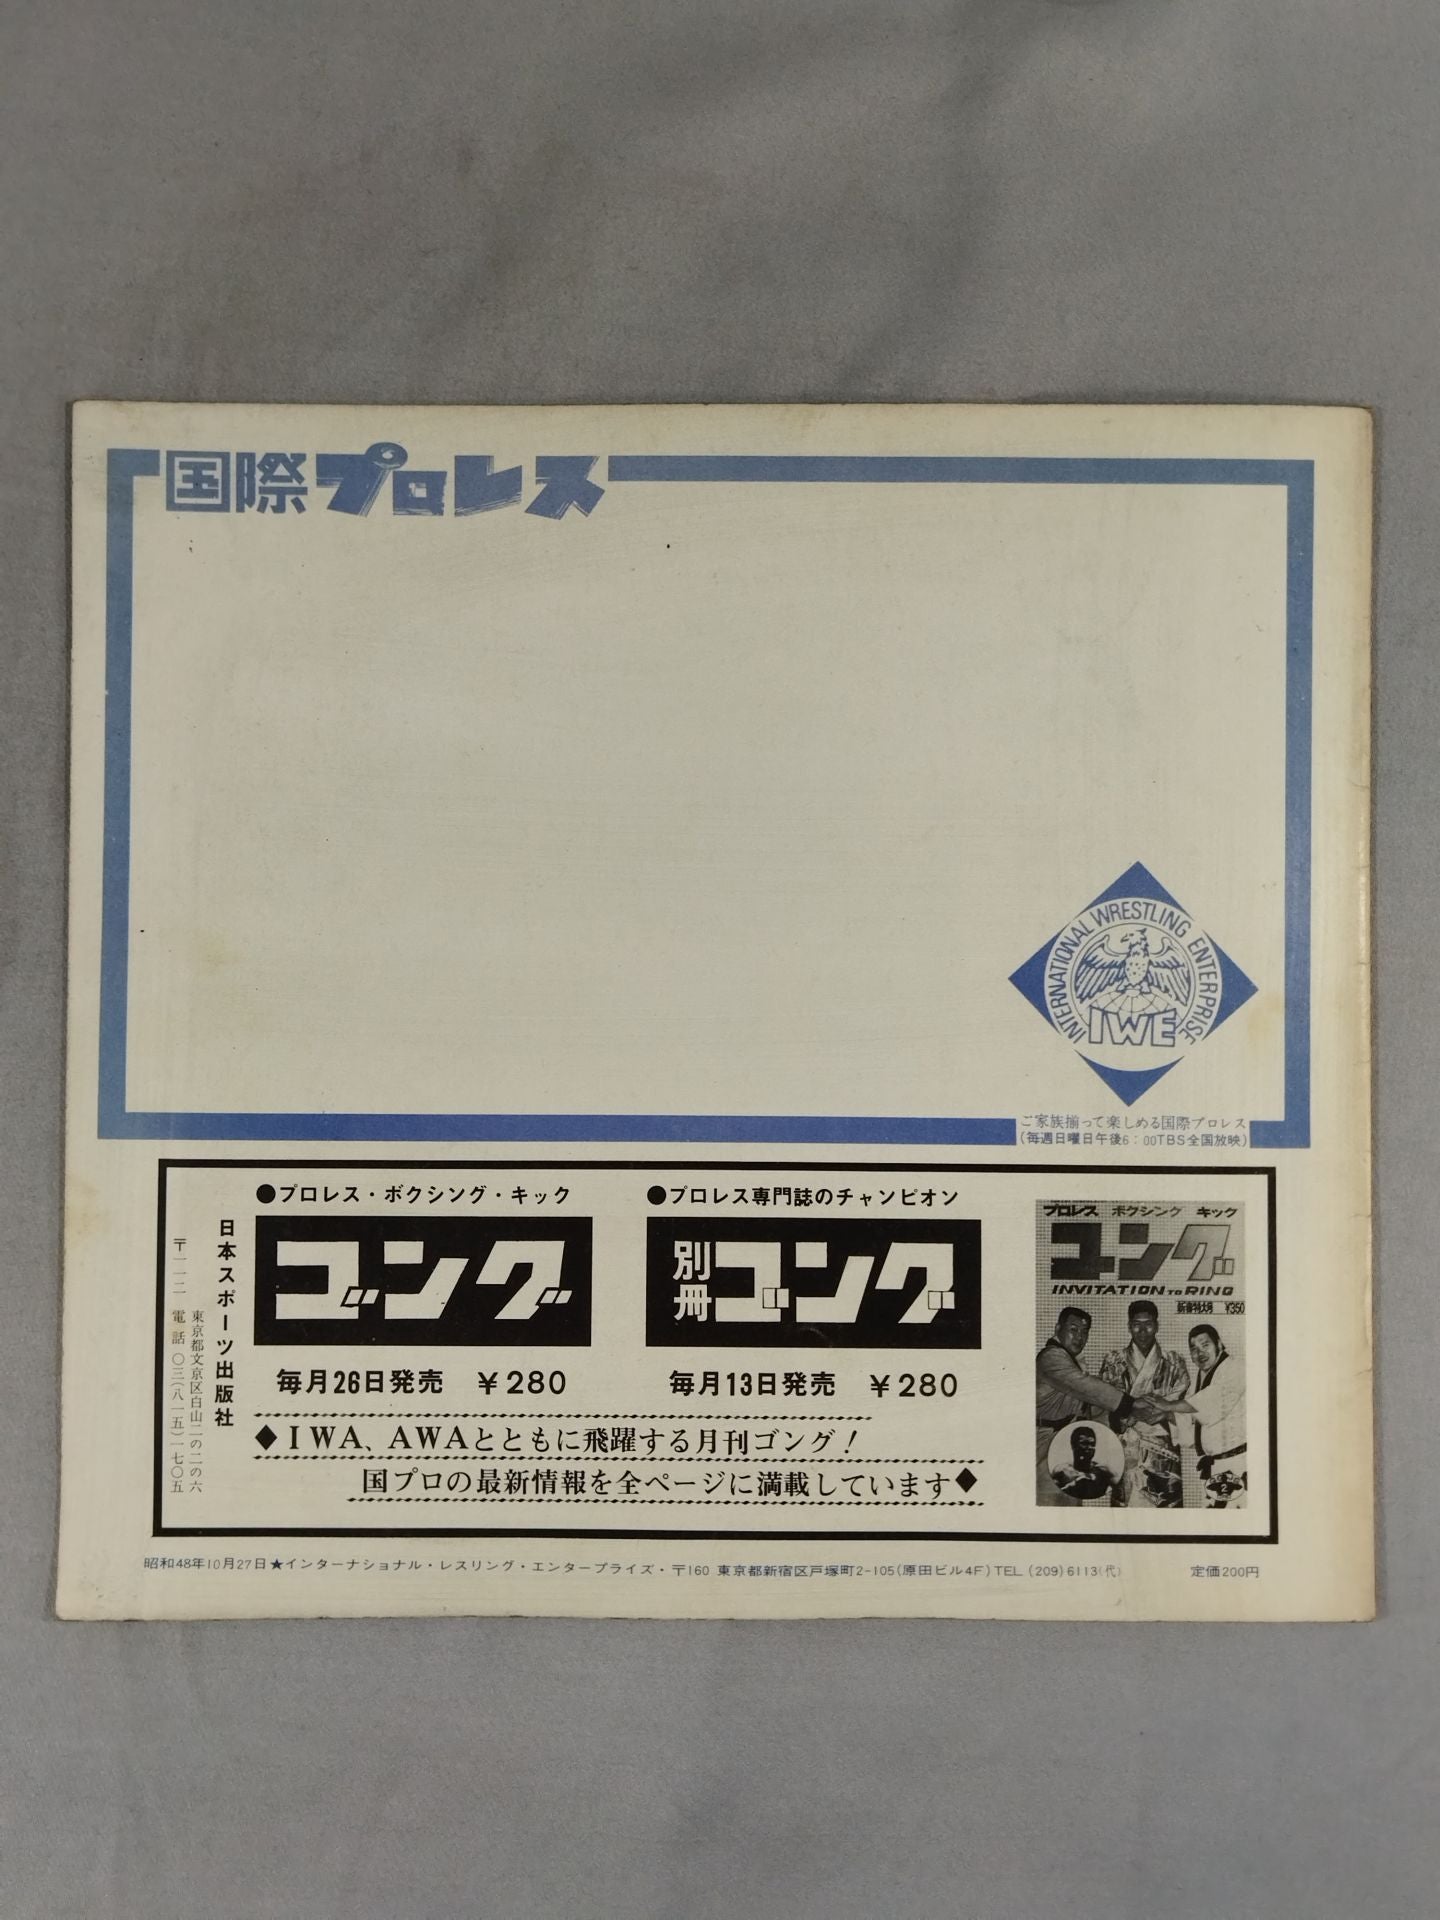 国際プロレス
INTERNATIONAL WRESTLING ENTERPRISE
IWE
ご家族揃って楽しめる国際プロレス
(毎週日曜日午後6:00TBS全国放映)
●プロレス・ボクシング・キック
ゴング
毎月26日発売 ¥280
●プロレス専門誌のチャンピオン
別冊ゴング
毎月13日発売 ¥280
◆IWA、AWAとともに飛躍する月刊ゴング!
国プロの最新情報を全ページに満載しています◆
日本スポーツ出版社
東京都文京区白山二の二の六
〒一一二 電話〇三(八一五)一七〇五
プロレス ボクシング キック
ゴング
INVITATION TO RING
新春特大号 ¥350
昭和48年10月27日★インターナショナル・レスリング・エンタープライズ・〒160 東京都新宿区戸塚町2-105(原田ビル4F)TEL(209)6113(代)
定価200円